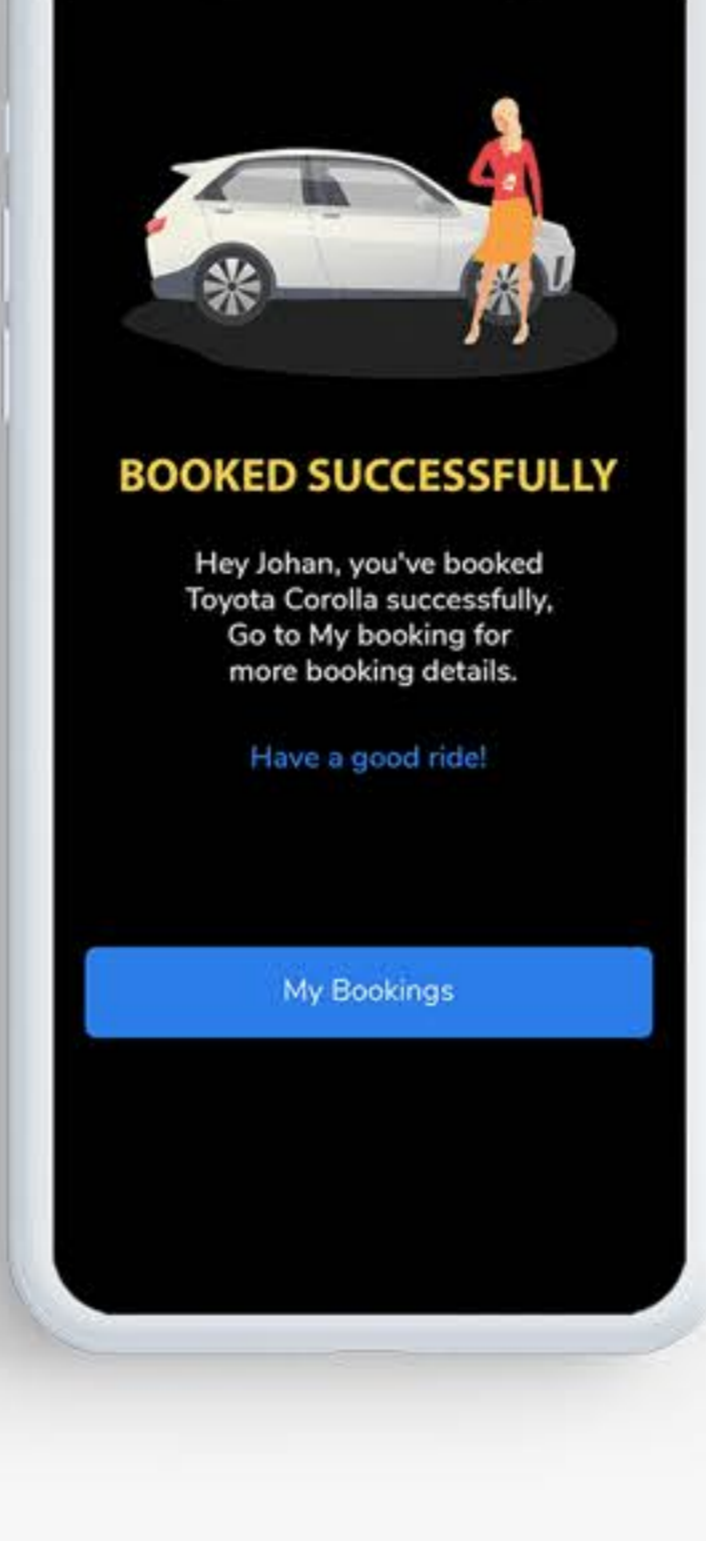 BOOKED SUCCESSFULLY
Hey Johan, you've booked
Toyota Corolla successfully,
Go to My booking for
more booking details.
Have a good ride!
My Bookings